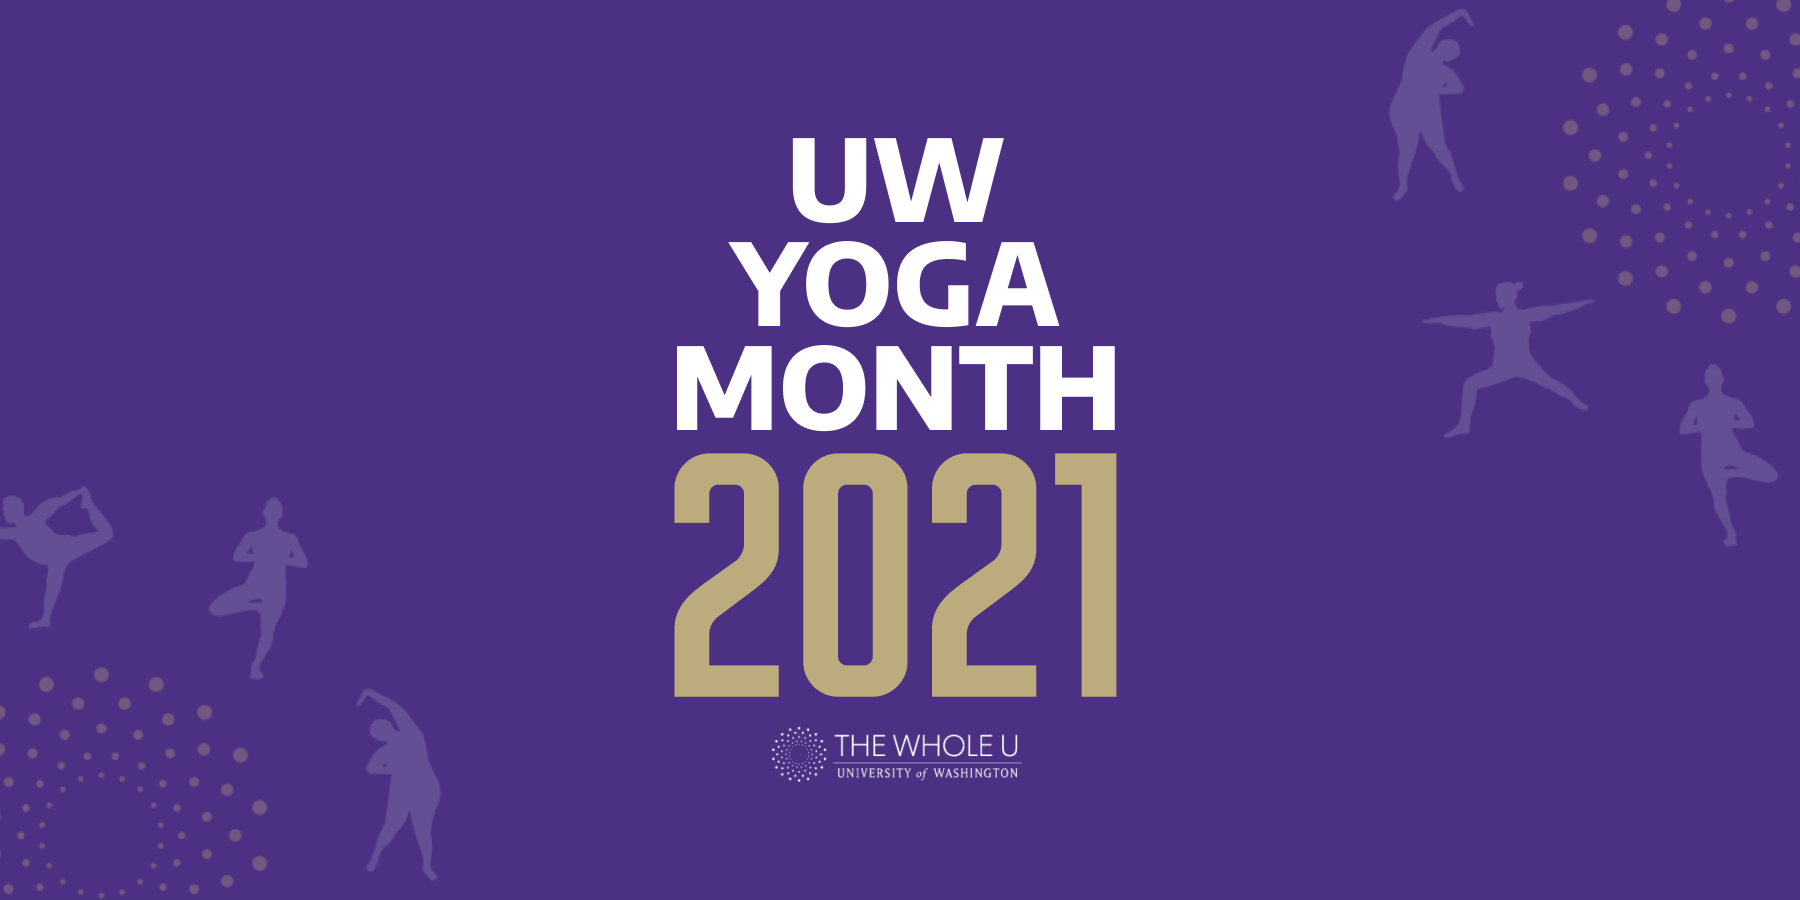 UW
YOGA
MONTH
2021
THE WHOLE U
UNIVERSITY of WASHINGTON